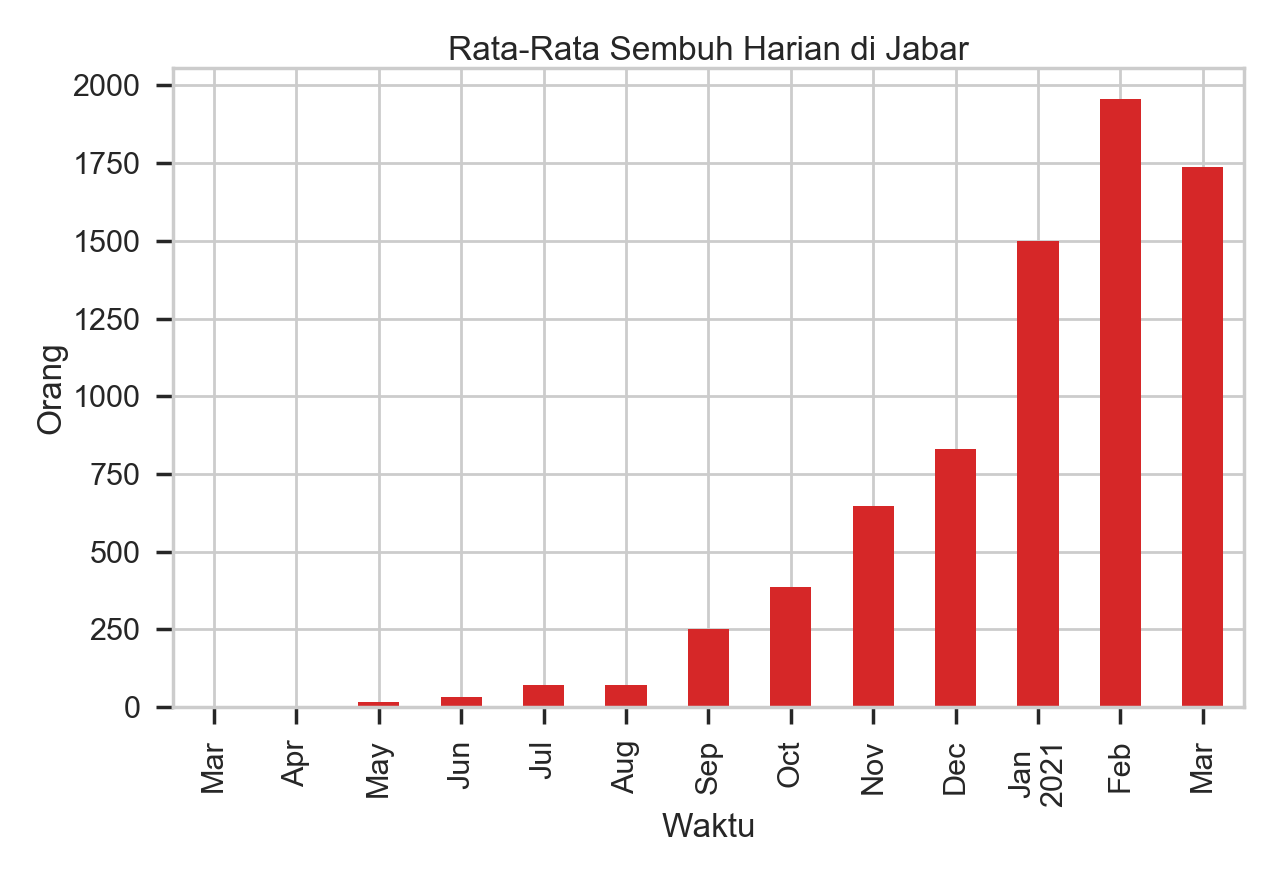 Rata-Rata Sembuh Harian di Jabar
2000
1750
1500
1250
1000
750
500
250
0
Orang
Mar
Apr
May
Jun
Jul
Aug
Sep
Oct
Nov
Dec
Jan
2021
Feb
Mar
Waktu